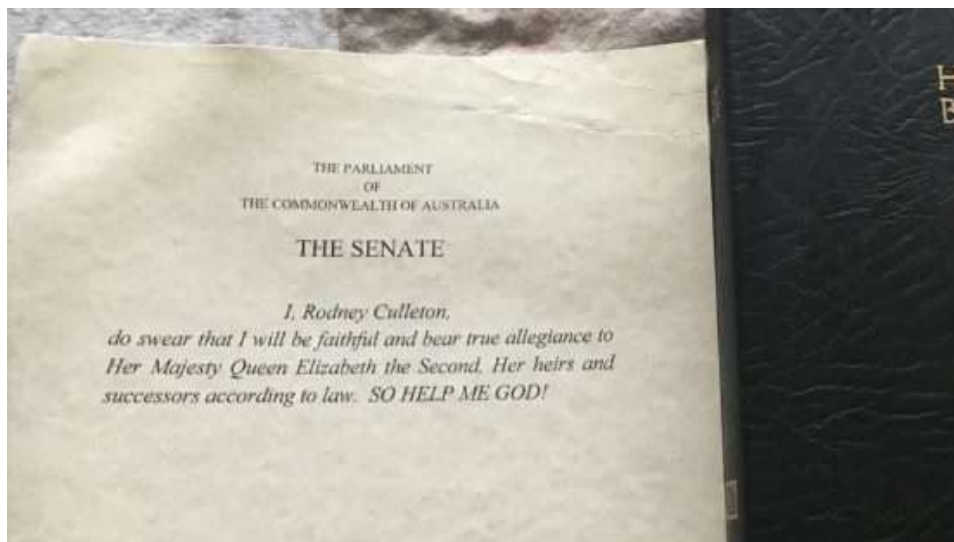 THE PARLIAMENT
OF
THE COMMONWEALTH OF AUSTRALIA
THE SENATE
I, Rodney Culleton,
do swear that I will be faithful and bear true allegiance to
Her Majesty Queen Elizabeth the Second, Her heirs and
successors according to law. SO HELP ME GOD!
H
B